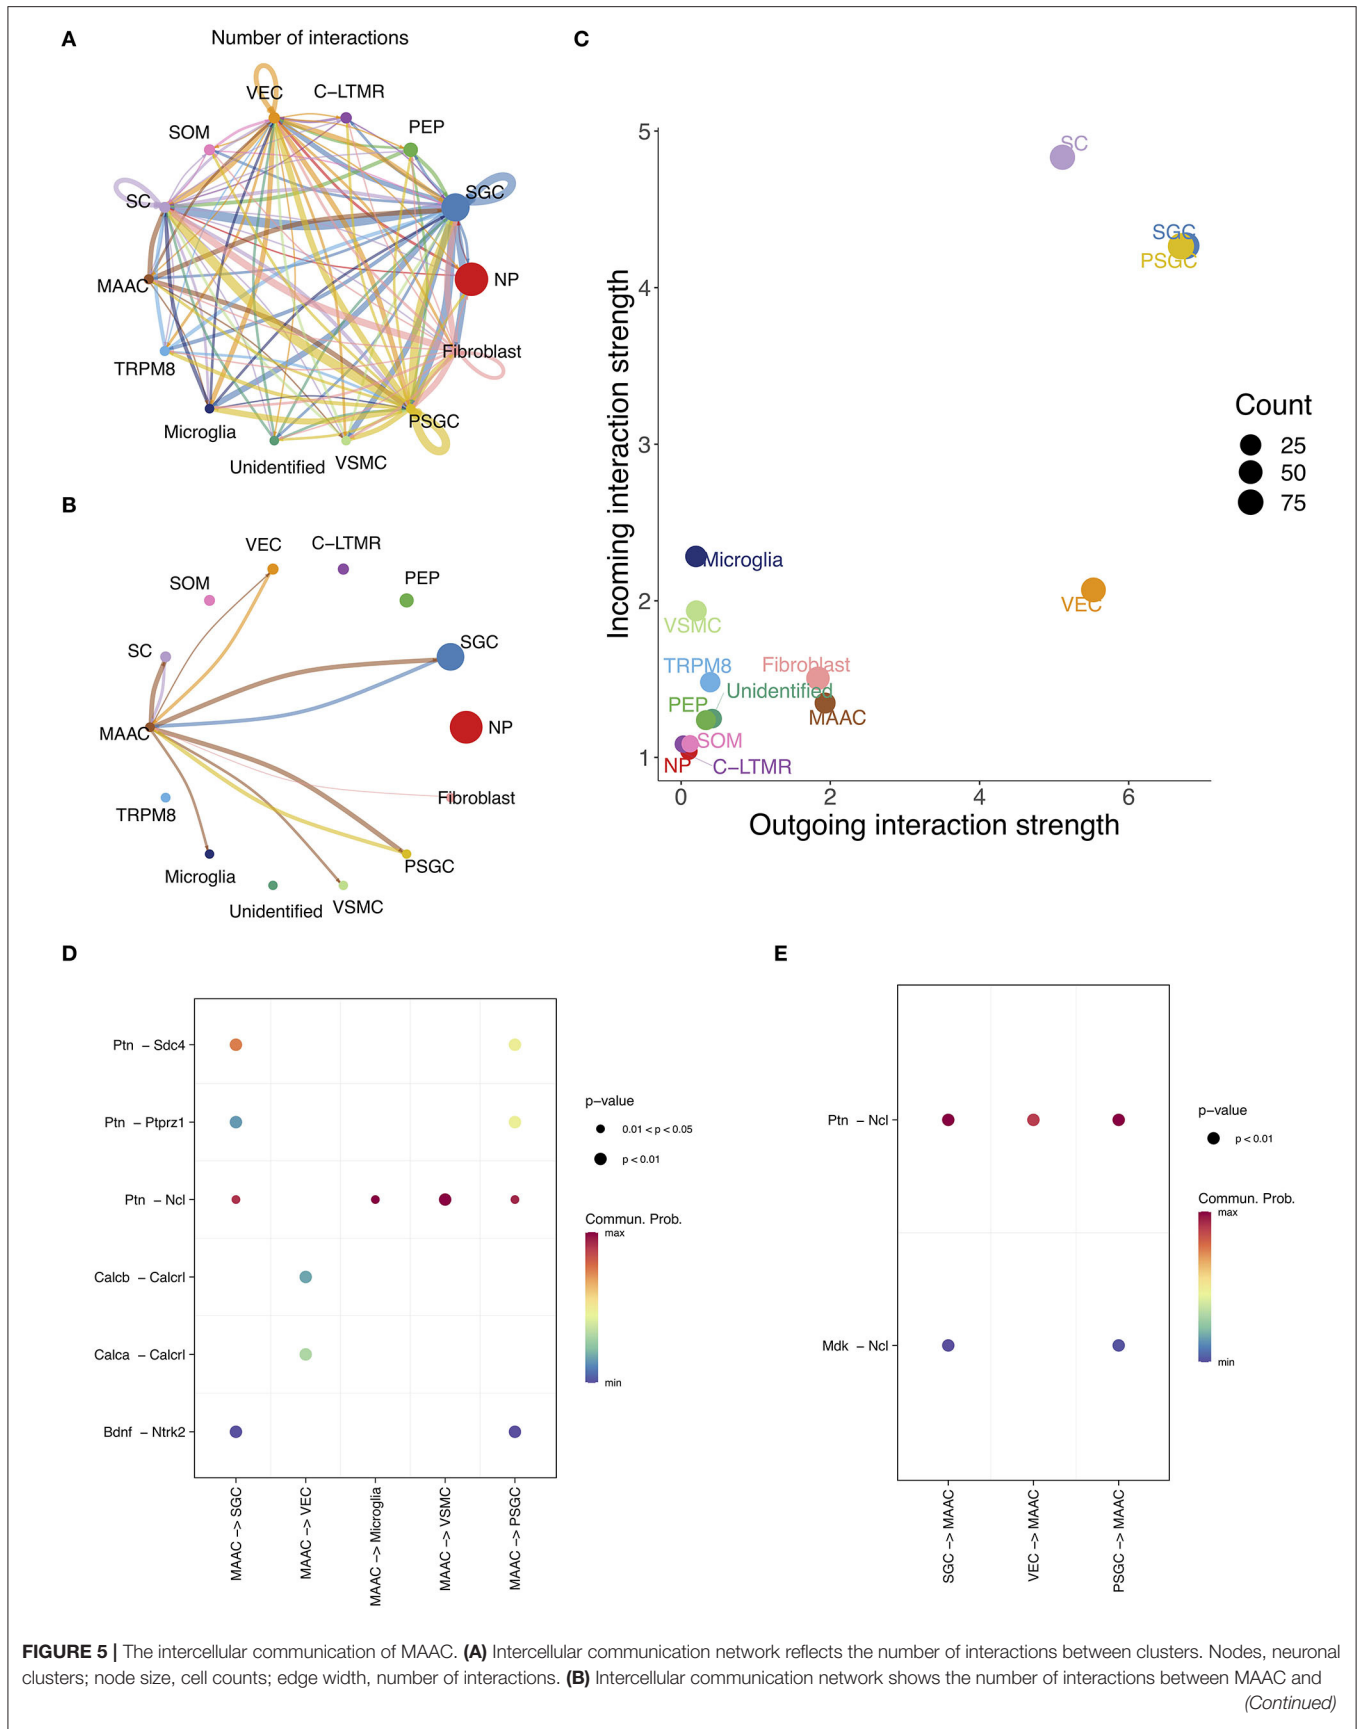 A
Number of interactions
VEC
C−LTMR
SOM
PEP
SC
SGC
MAAC
NP
TRPM8
Fibroblast
Microglia
PSGC
Unidentified
VSMC
B
VEC
C−LTMR
SOM
PEP
SC
SGC
MAAC
NP
TRPM8
Fibroblast
Microglia
PSGC
Unidentified
VSMC
C
Incoming interaction strength
5
4
3
2
1
SC
SGC
PSGC
Microglia
VSMC
VEC
TRPM8
Fibroblast
Unidentified
PEP
MAAC
SOM
NP
C−LTMR
0
2
4
6
Outgoing interaction strength
Count
25
50
75
D
Ptn − Sdc4
Ptn − Ptprz1
Ptn − Ncl
Calcb − Calcrl
Calca − Calcrl
Bdnf − Ntrk2
MAAC −> SGC
MAAC −> VEC
MAAC −> Microglia
MAAC −> VSMC
MAAC −> PSGC
p−value
0.01 < p < 0.05
p < 0.01
Commun. Prob.
max
min
E
Ptn − Ncl
Mdk − Ncl
SGC −> MAAC
VEC −> MAAC
PSGC −> MAAC
p−value
p < 0.01
Commun. Prob.
max
min
FIGURE 5 | The intercellular communication of MAAC. (A) Intercellular communication network reflects the number of interactions between clusters. Nodes, neuronal
clusters; node size, cell counts; edge width, number of interactions. (B) Intercellular communication network shows the number of interactions between MAAC and
(Continued)